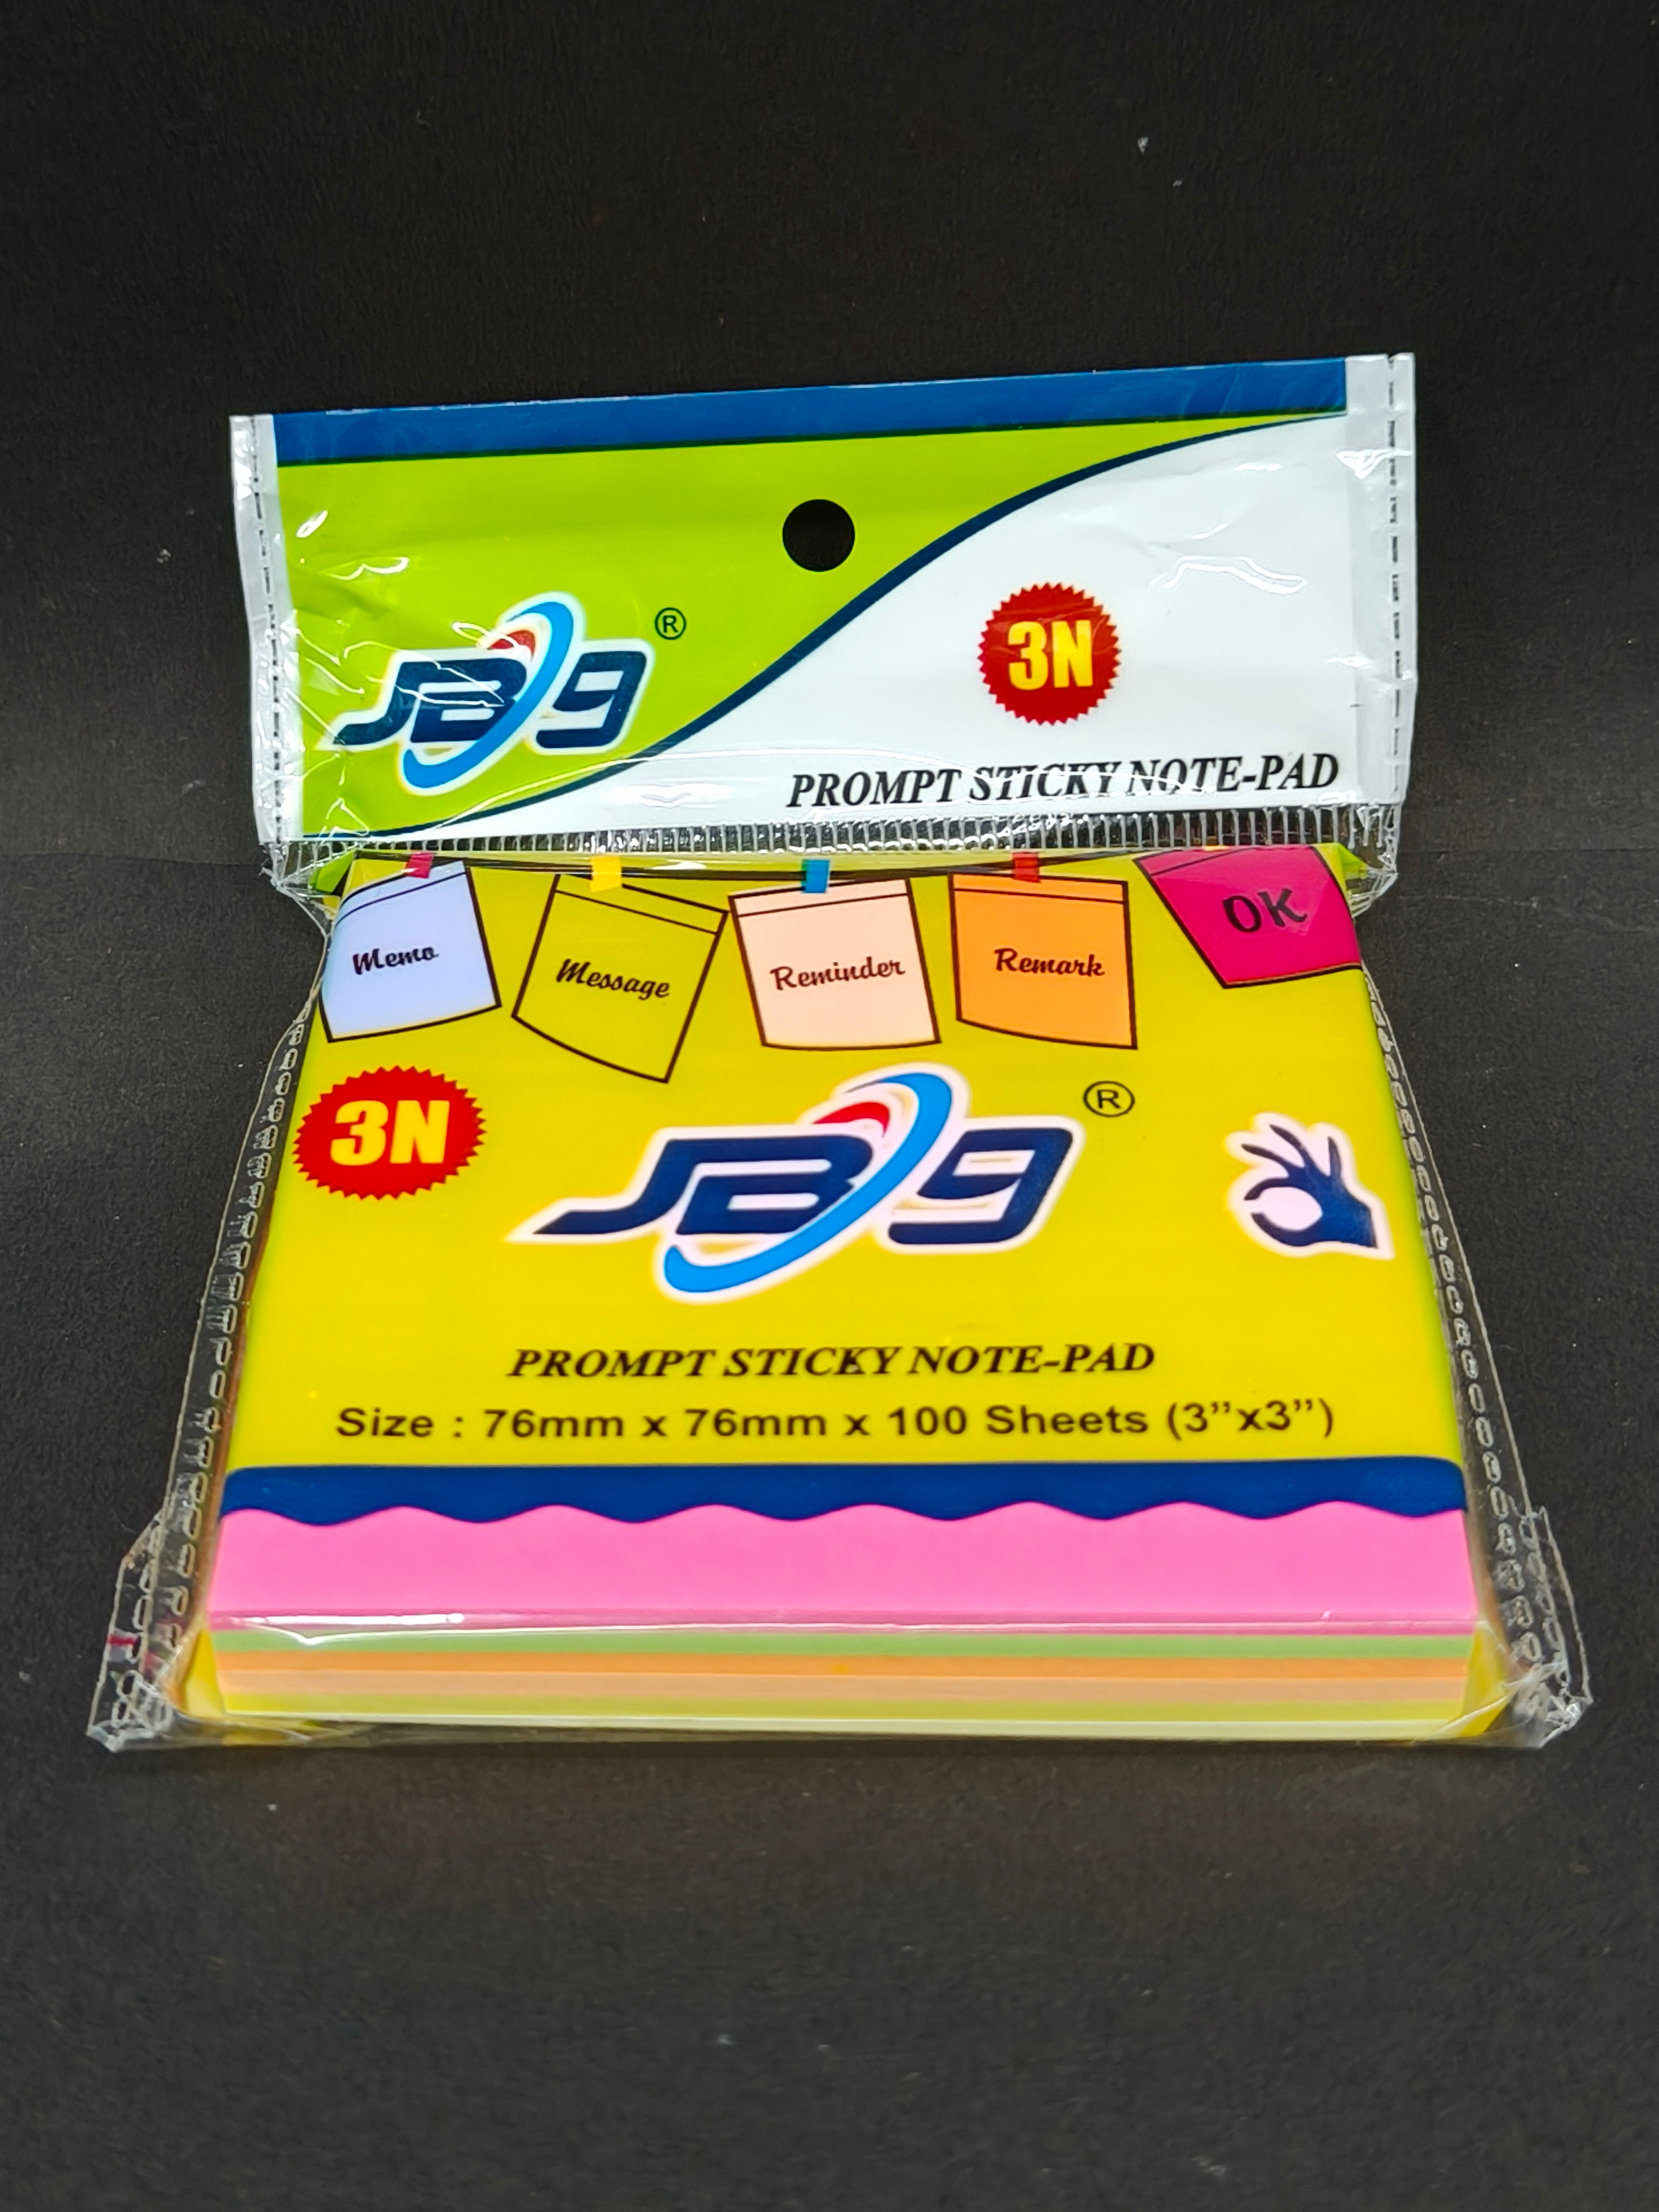 JB9®
3N
PROMPT STICKY NOTE-PAD
Memo
Message
Reminder
Remark
OK
3N
JB9®
PROMPT STICKY NOTE-PAD
Size : 76mm x 76mm x 100 Sheets (3”x3”)